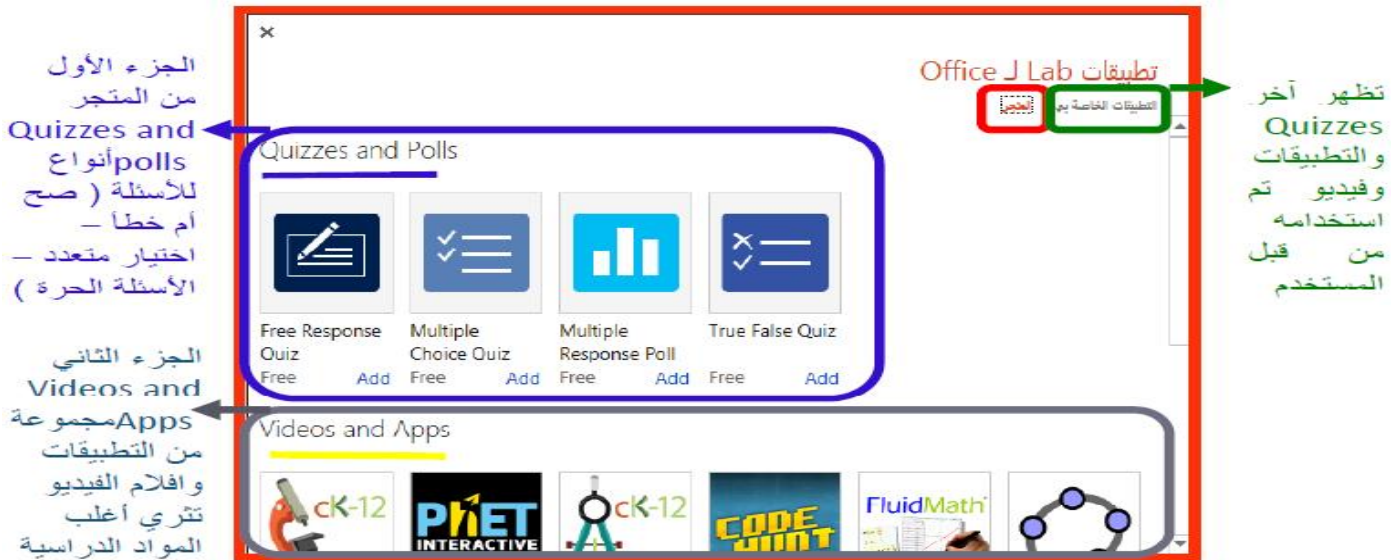 ×
تطبيقات Lab لـ Office
التطبيقات الخاصة بي
المتجر
Quizzes and Polls
Free Response
Quiz
Free Add
Multiple
Choice Quiz
Free Add
Multiple
Response Poll
Free Add
True False Quiz
Free Add
Videos and Apps
cK-12
PhET
INTERACTIVE
cK-12
CODE
HUNT
FluidMath
الجزء الأول
من المتجر
Quizzes and
polls أنواع
للأسئلة ( صح
أم خطأ –
اختيار متعدد –
الأسئلة الحرة )
الجزء الثاني
Videos and
Apps مجموعة
من التطبيقات
وافلام الفيديو
تثري أغلب
المواد الدراسية
تظهر آخر
Quizzes
والتطبيقات
وفيديو تم
استخدامه
من قبل
المستخدم